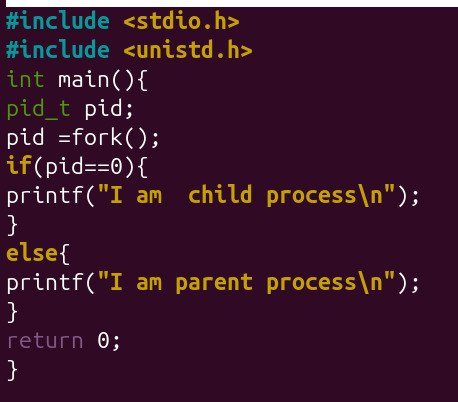 #include <stdio.h>
#include <unistd.h>
int main(){
pid_t pid;
pid =fork();
if(pid==0){
printf("I am  child process\n");
}
else{
printf("I am parent process\n");
}
return 0;
}